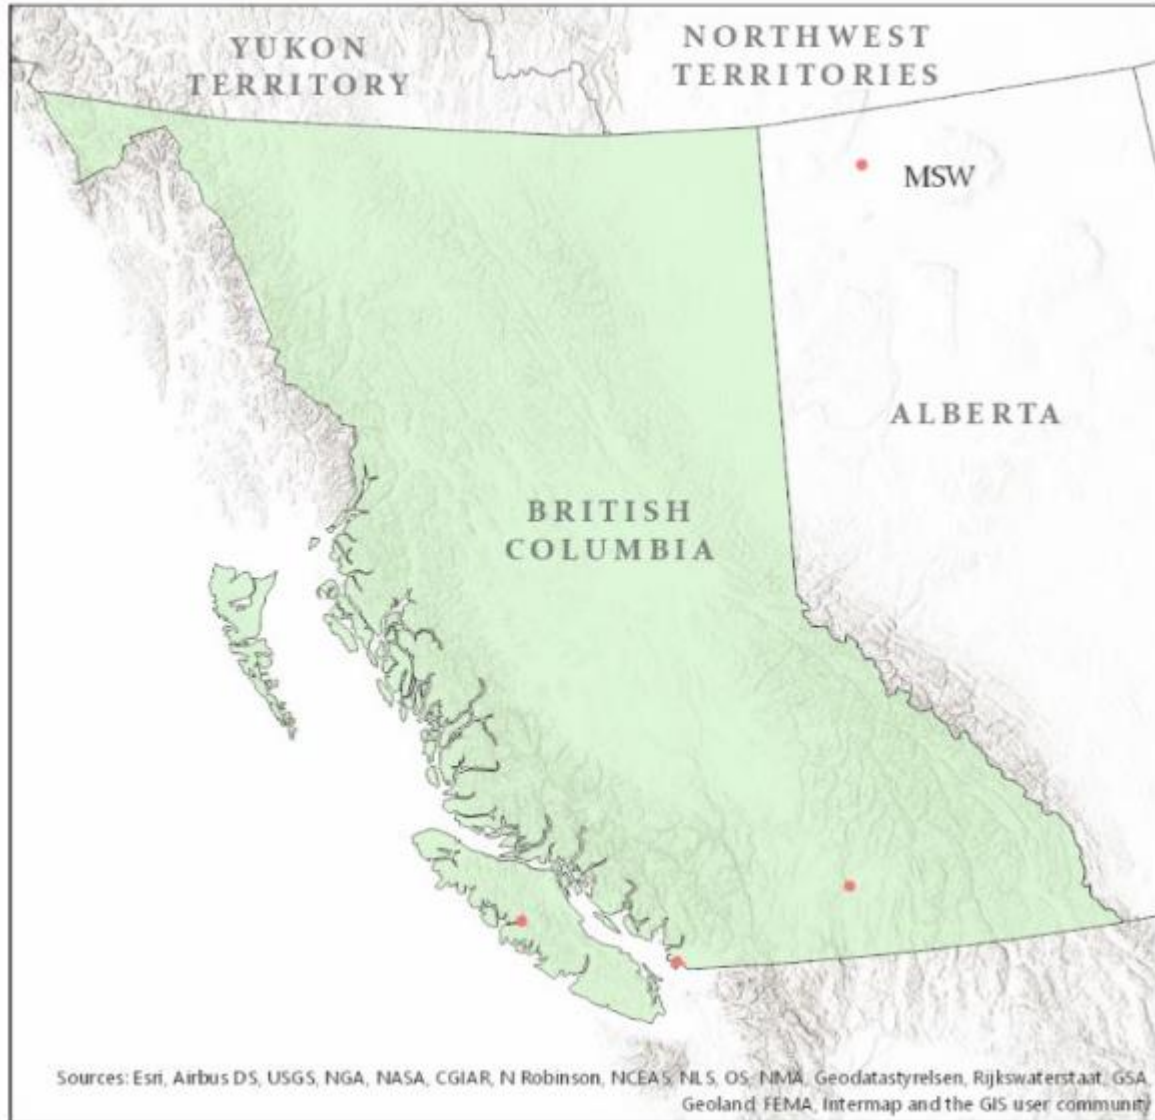 YUKON
TERRITORY
NORTHWEST
TERRITORIES
MSW
ALBERTA
BRITISH
COLUMBIA
Sources: Esri, Airbus DS, USGS, NGA, NASA, CGIAR, N Robinson, NCEAS, NLS, OS, NMA, Geodatastyrelsen, Rijkswaterstaat, GSA,
Geoland, FEMA, Intermap and the GIS user community